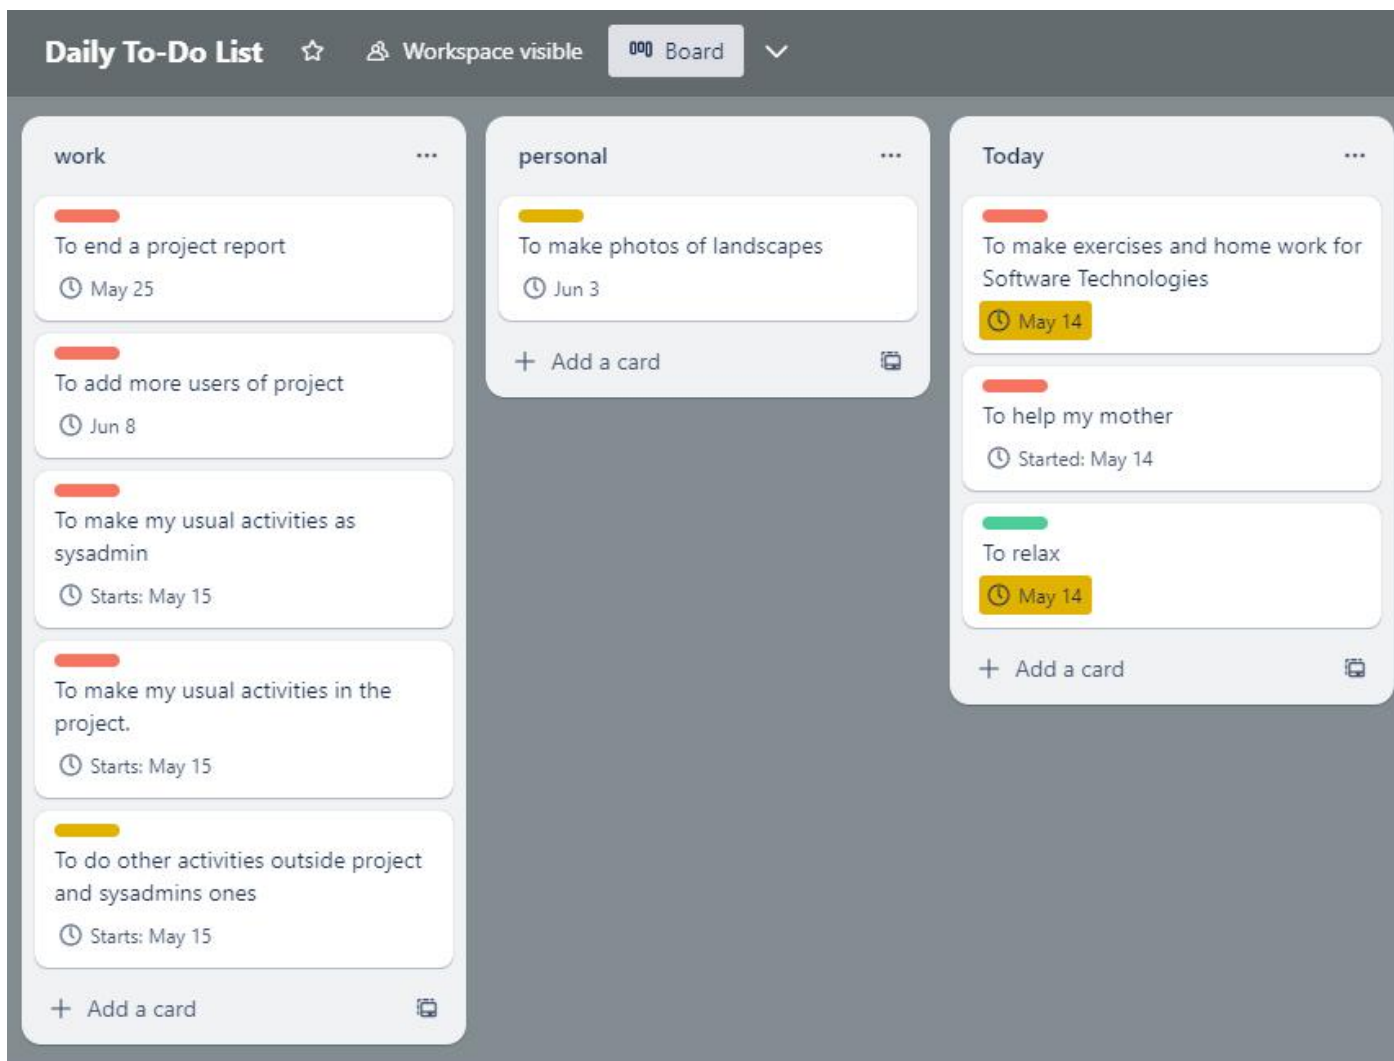 Daily To-Do List Workspace visible Board
work
To end a project report
May 25
To add more users of project
Jun 8
To make my usual activities as
sysadmin
Starts: May 15
To make my usual activities in the
project.
Starts: May 15
To do other activities outside project
and sysadmins ones
Starts: May 15
+ Add a card
personal
To make photos of landscapes
Jun 3
+ Add a card
Today
To make exercises and home work for
Software Technologies
May 14
To help my mother
Started: May 14
To relax
May 14
+ Add a card